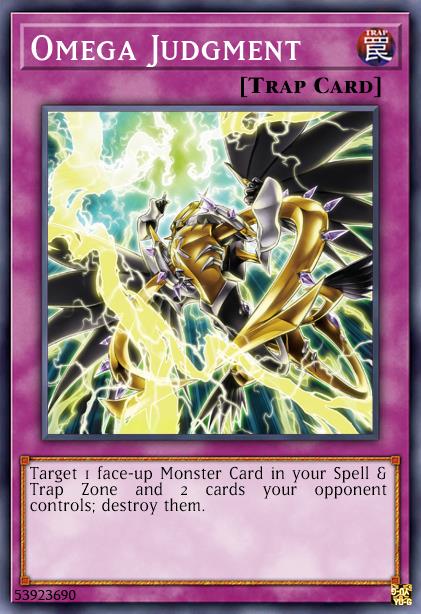 Omega Judgment
TRAP
罠
[Trap Card]
Target 1 face-up Monster Card in your Spell &
Trap Zone and 2 cards your opponent
controls; destroy them.
53923690